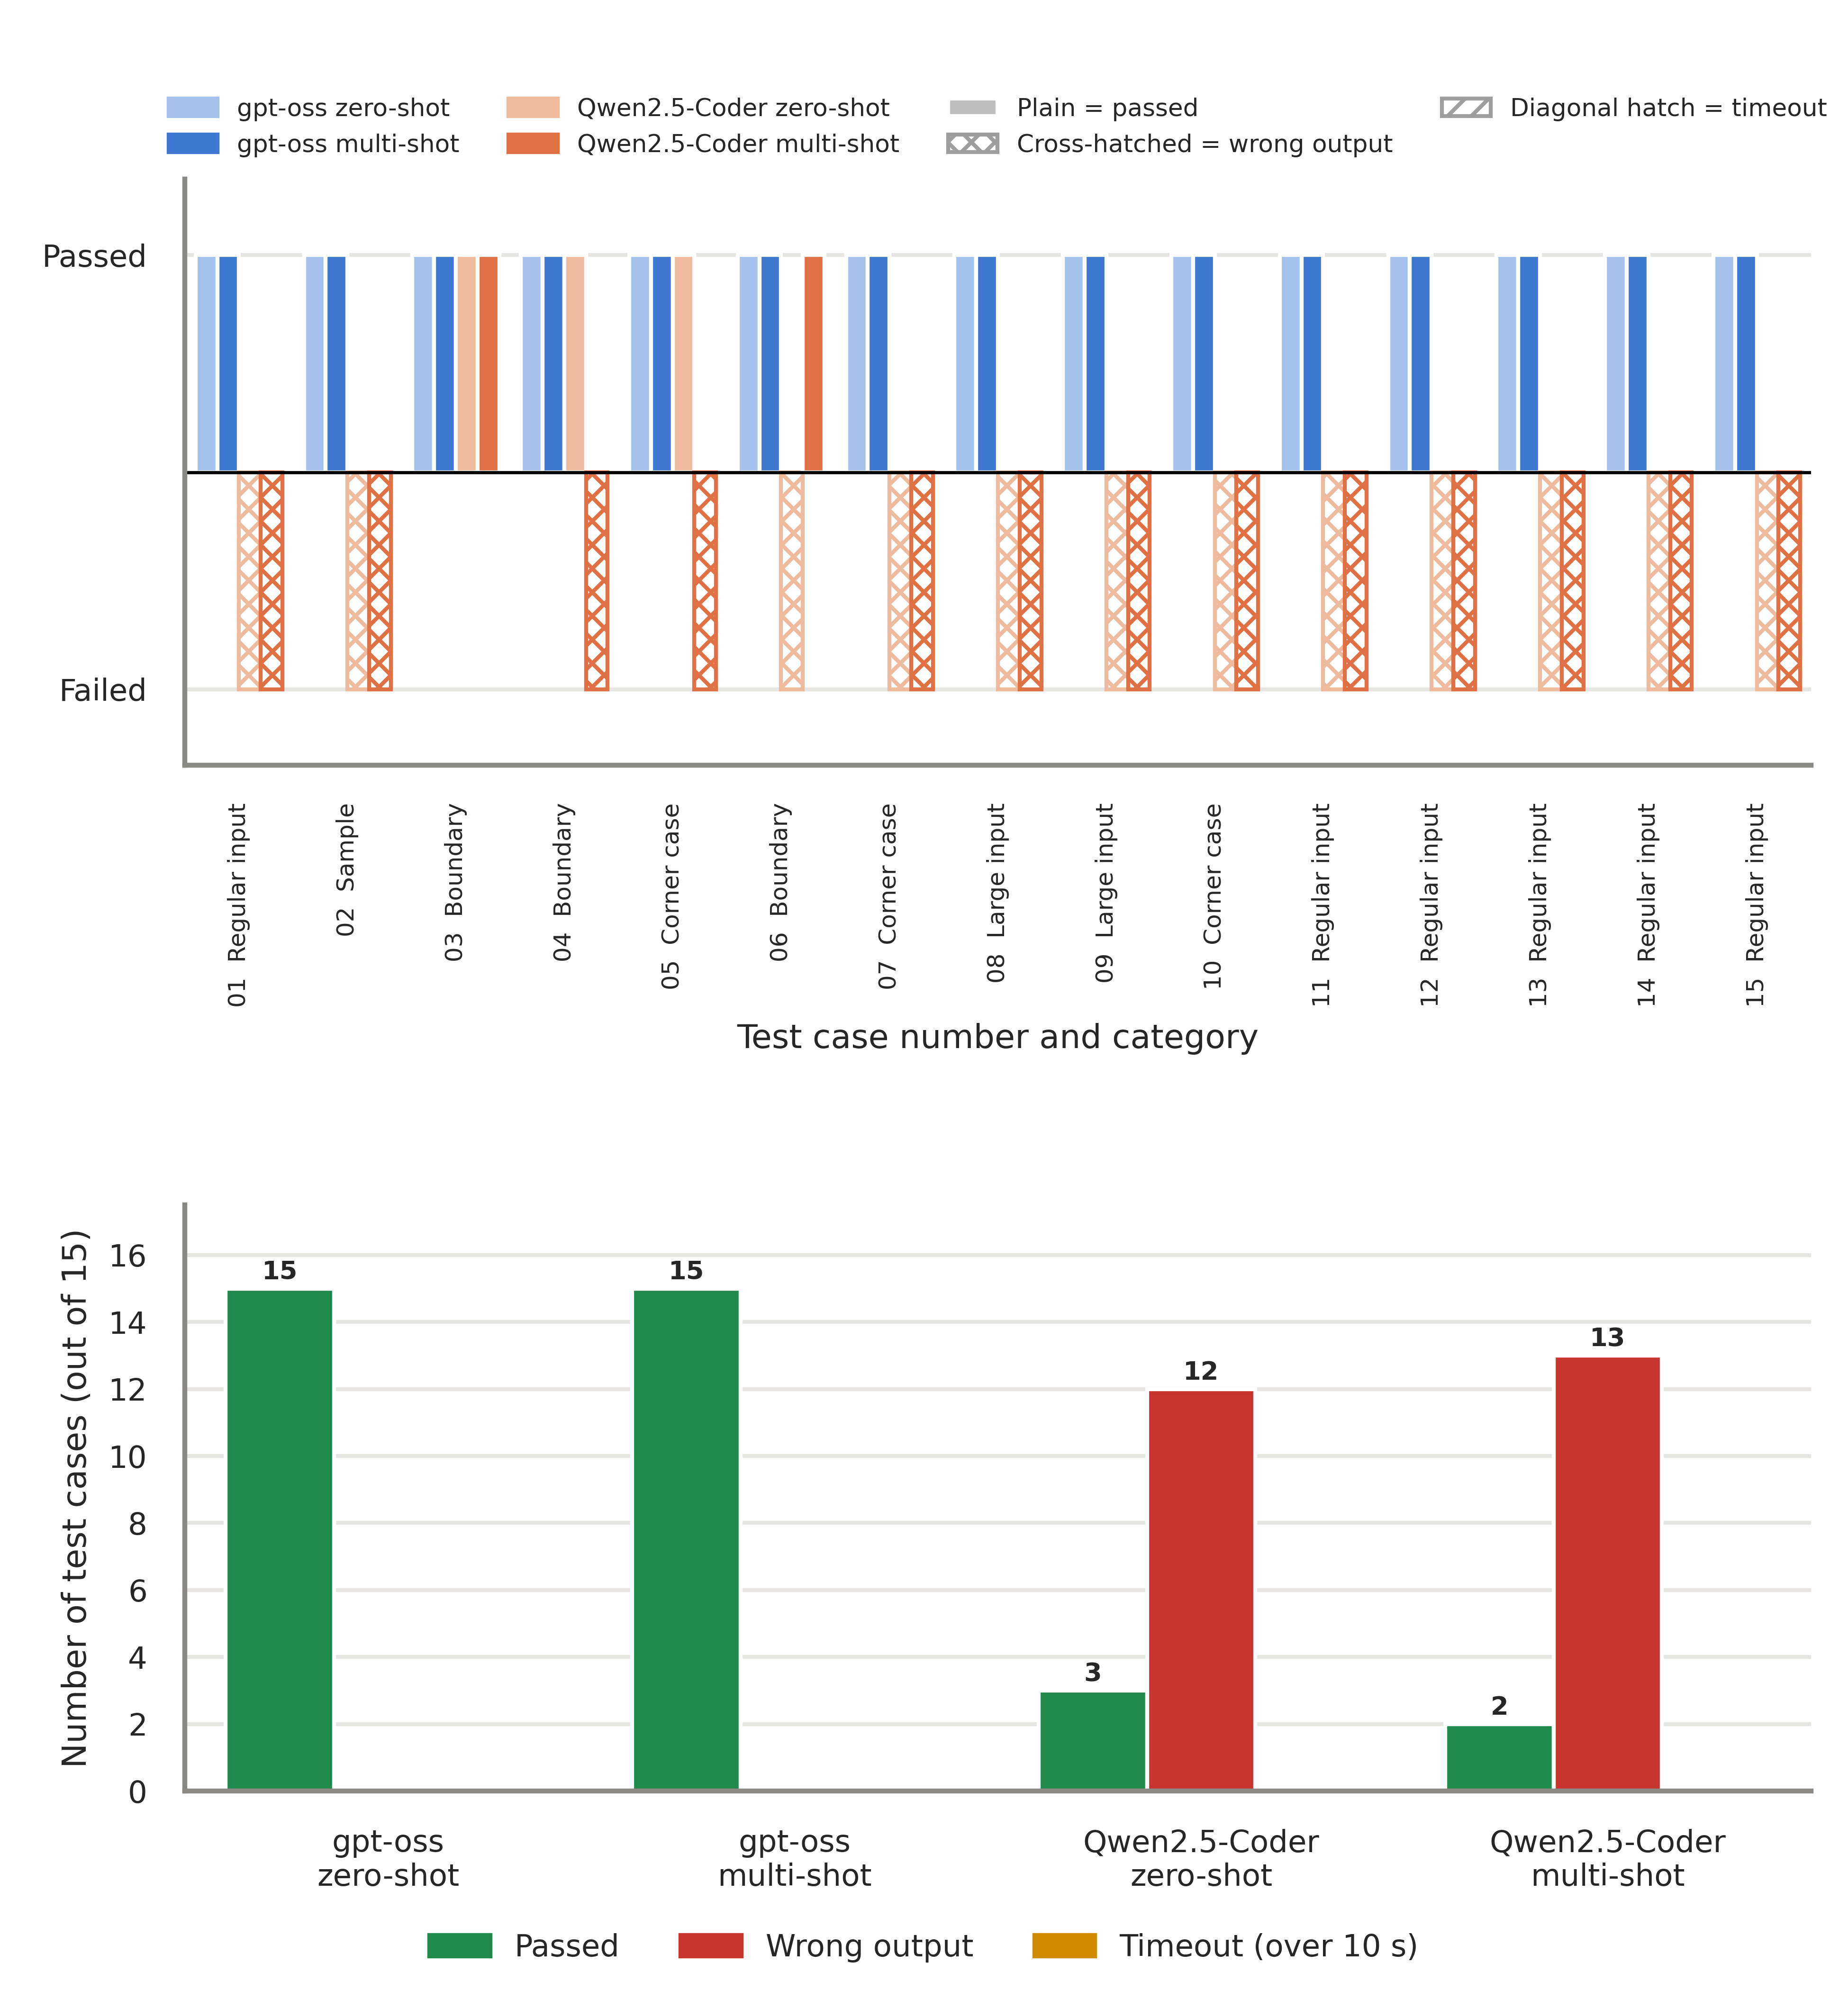 gpt-oss zero-shot
gpt-oss multi-shot
Qwen2.5-Coder zero-shot
Qwen2.5-Coder multi-shot
Plain = passed
Cross-hatched = wrong output
Diagonal hatch = timeout
Passed
Failed
01 Regular input
02 Sample
03 Boundary
04 Boundary
05 Corner case
06 Boundary
07 Corner case
08 Large input
09 Large input
10 Corner case
11 Regular input
12 Regular input
13 Regular input
14 Regular input
15 Regular input
Test case number and category
Number of test cases (out of 15)
16
14
12
10
8
6
4
2
0
15
15
3
12
2
13
gpt-oss
zero-shot
gpt-oss
multi-shot
Qwen2.5-Coder
zero-shot
Qwen2.5-Coder
multi-shot
Passed
Wrong output
Timeout (over 10 s)